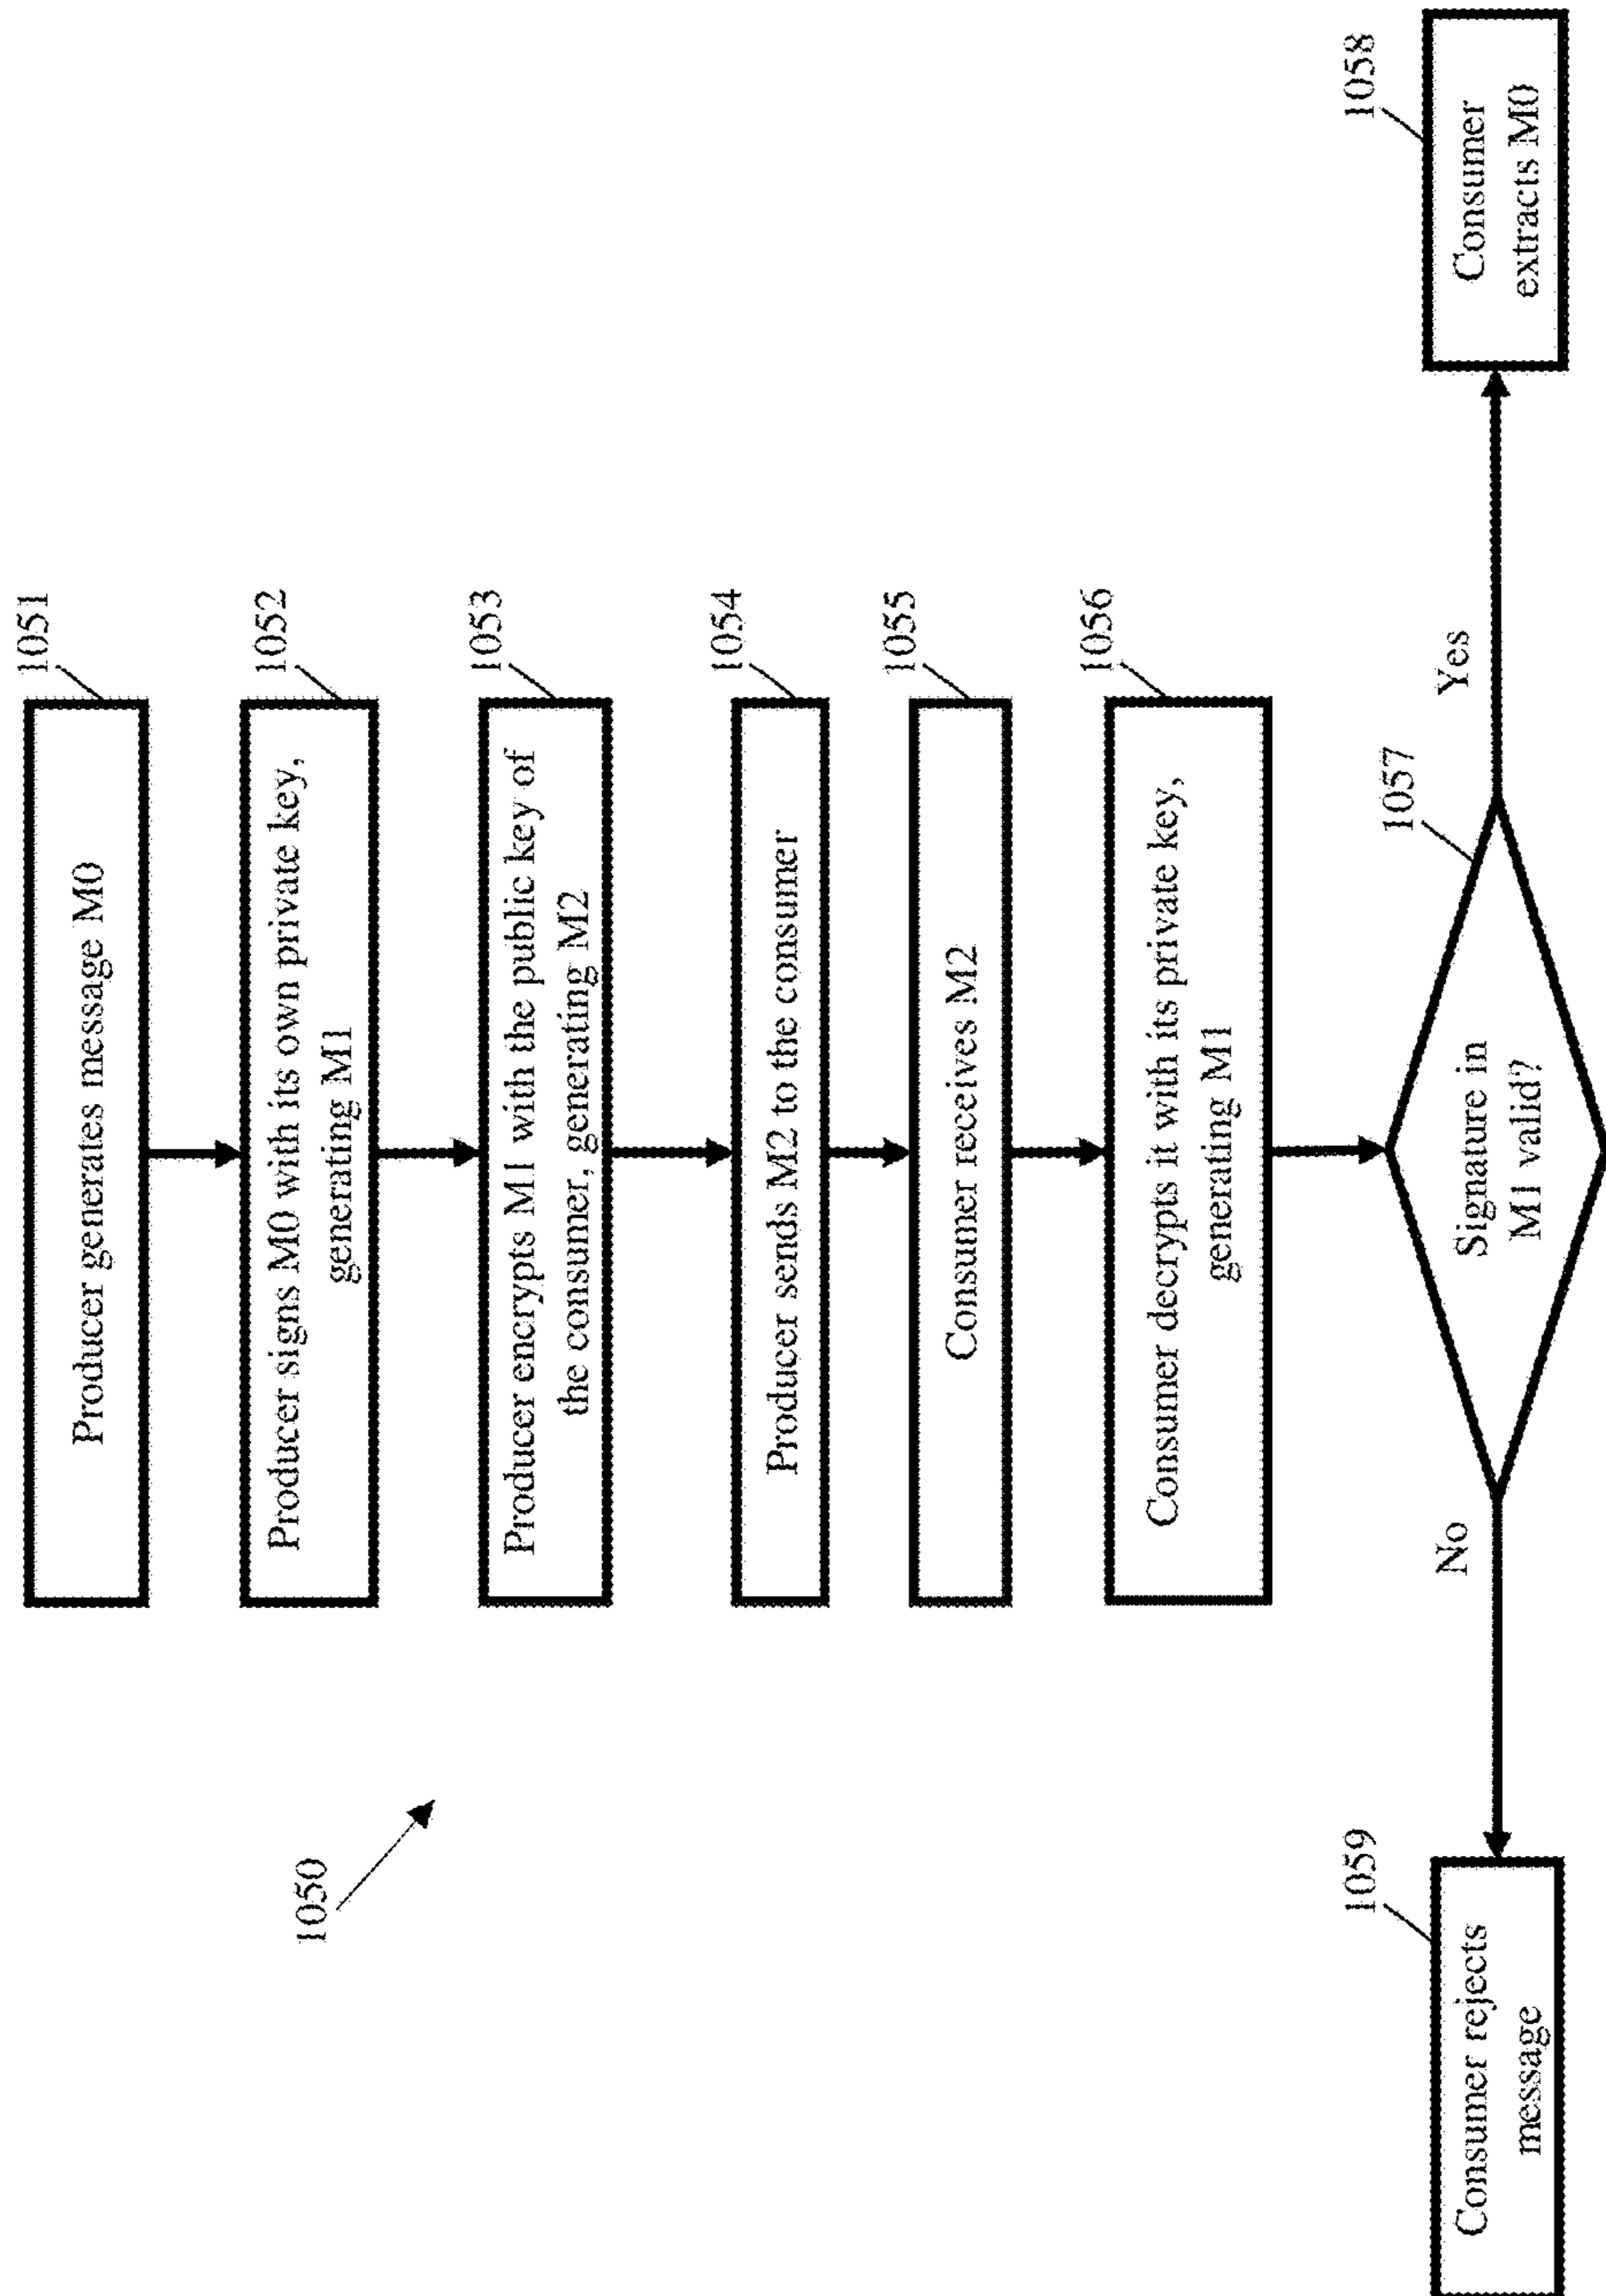 1050
1051
Producer generates message M0
1052
Producer signs M0 with its own private key,
generating M1
1053
Producer encrypts M1 with the public key of
the consumer, generating M2
1054
Producer sends M2 to the consumer
1055
Consumer receives M2
1056
Consumer decrypts it with its private key,
generating M1
1057
Signature in
M1 valid?
No
Yes
1059
Consumer rejects
message
1058
Consumer
extracts M0